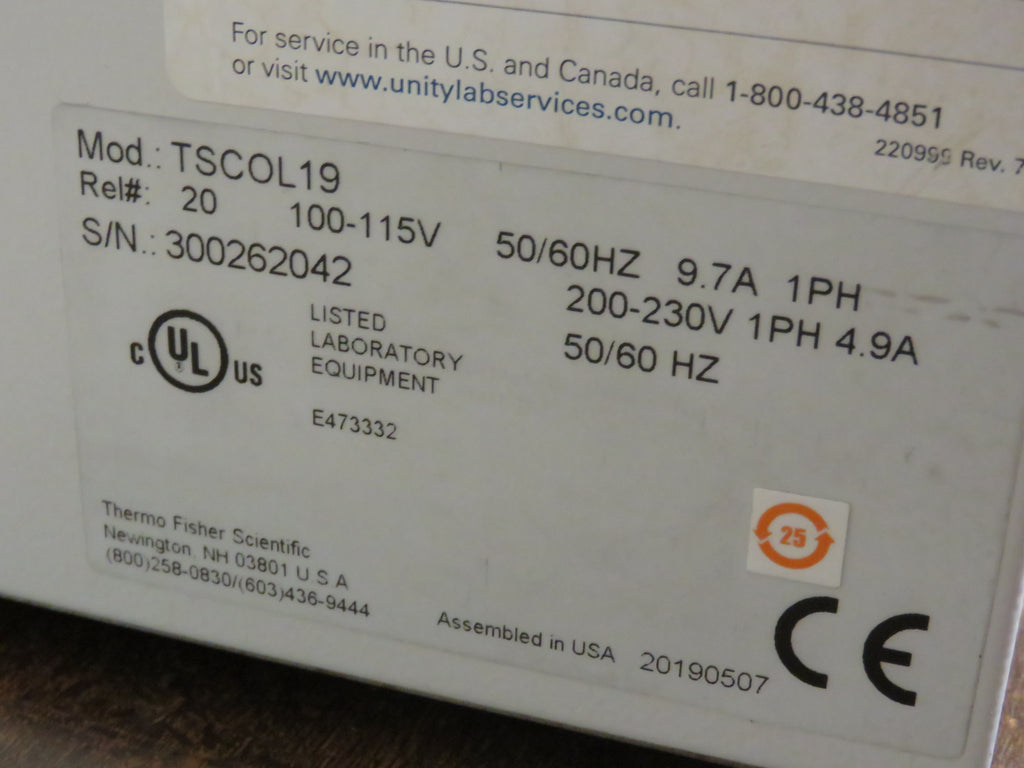 For service in the U.S. and Canada, call 1-800-438-4851
or visit www.unitylabservices.com.
220999 Rev. 7
Mod.: TSCOL19
Rel#: 20 100-115V 50/60HZ 9.7A 1PH
S/N.: 300262042 200-230V 1PH 4.9A
50/60 HZ
C UL US
LISTED
LABORATORY
EQUIPMENT
E473332
25
Thermo Fisher Scientific
Newington, NH 03801 U S A
(800)258-0830/(603)436-9444
Assembled in USA 20190507
CE